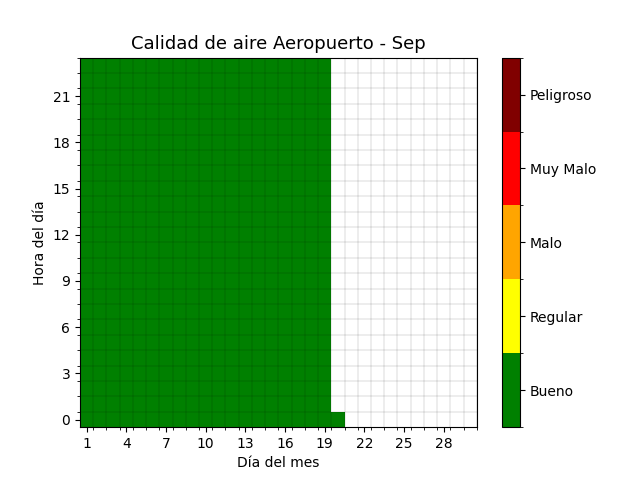 Calidad de aire Aeropuerto - Sep
Peligroso
Muy Malo
Malo
Regular
Bueno
Hora del día
21
18
15
12
9
6
3
0
1 4 7 10 13 16 19 22 25 28
Día del mes